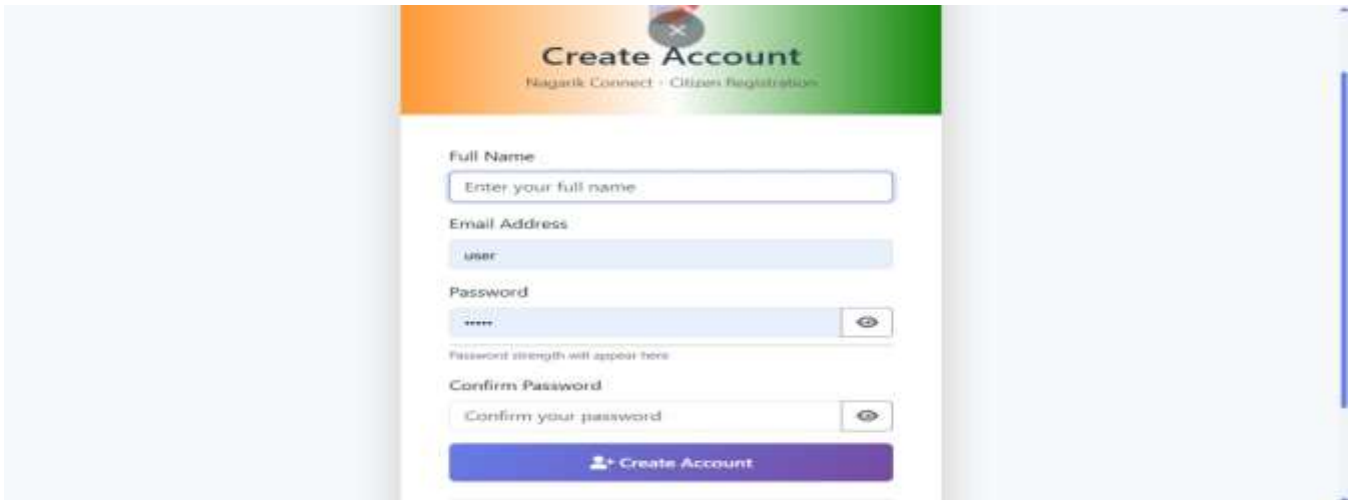 Create Account
Nagarik Connect - Citizen Registration
Full Name
Enter your full name
Email Address
user
Password
•••••
Password strength will appear here
Confirm Password
Confirm your password
Create Account